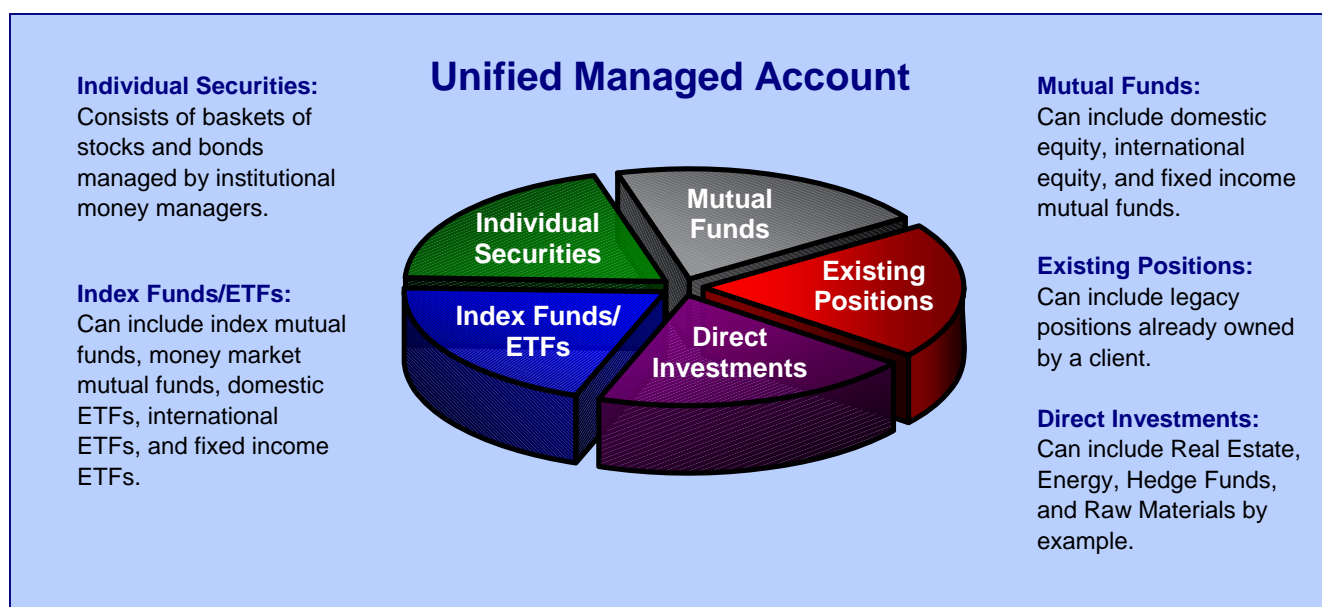 Unified Managed Account
Individual Securities:
Consists of baskets of
stocks and bonds
managed by institutional
money managers.
Index Funds/ETFs:
Can include index mutual
funds, money market
mutual funds, domestic
ETFs, international
ETFs, and fixed income
ETFs.
Mutual
Funds
Individual
Securities
Existing
Positions
Index Funds/
ETFs
Direct
Investments
Mutual Funds:
Can include domestic
equity, international
equity, and fixed income
mutual funds.
Existing Positions:
Can include legacy
positions already owned
by a client.
Direct Investments:
Can include Real Estate,
Energy, Hedge Funds,
and Raw Materials by
example.